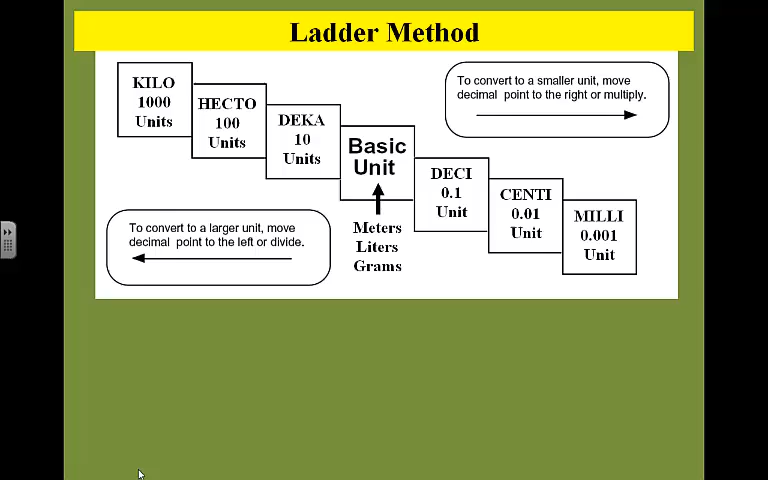 Ladder Method
KILO
1000
Units
HECTO
100
Units
DEKA
10
Units
Basic
Unit
Meters
Liters
Grams
DECI
0.1
Unit
CENTI
0.01
Unit
MILLI
0.001
Unit
To convert to a smaller unit, move
decimal point to the right or multiply.
To convert to a larger unit, move
decimal point to the left or divide.